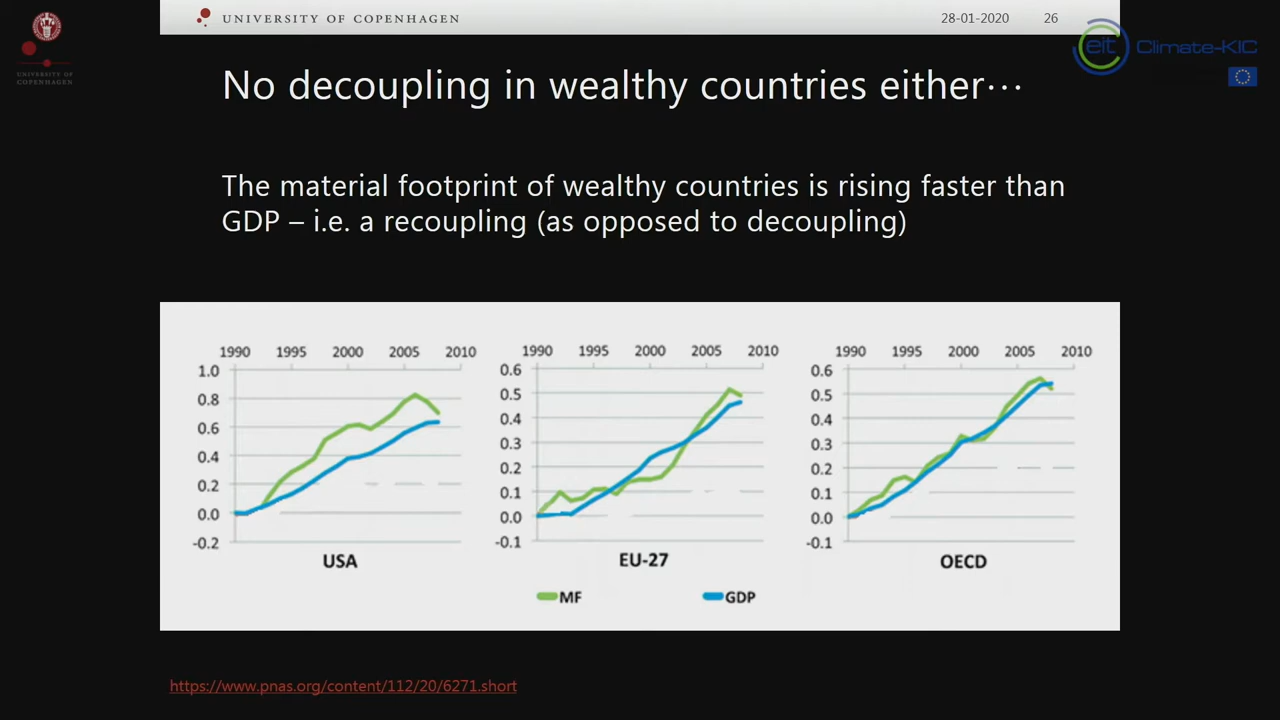 UNIVERSITY OF COPENHAGEN
28-01-2020 26
UNIVERSITY OF
COPENHAGEN
eit Climate-KIC
No decoupling in wealthy countries either…
The material footprint of wealthy countries is rising faster than
GDP – i.e. a recoupling (as opposed to decoupling)
1990 1995 2000 2005 2010
1.0
0.8
0.6
0.4
0.2
0.0
-0.2
USA
1990 1995 2000 2005 2010
0.6
0.5
0.4
0.3
0.2
0.1
0.0
-0.1
EU-27
1990 1995 2000 2005 2010
0.6
0.5
0.4
0.3
0.2
0.1
0.0
-0.1
OECD
MF GDP
https://www.pnas.org/content/112/20/6271.short